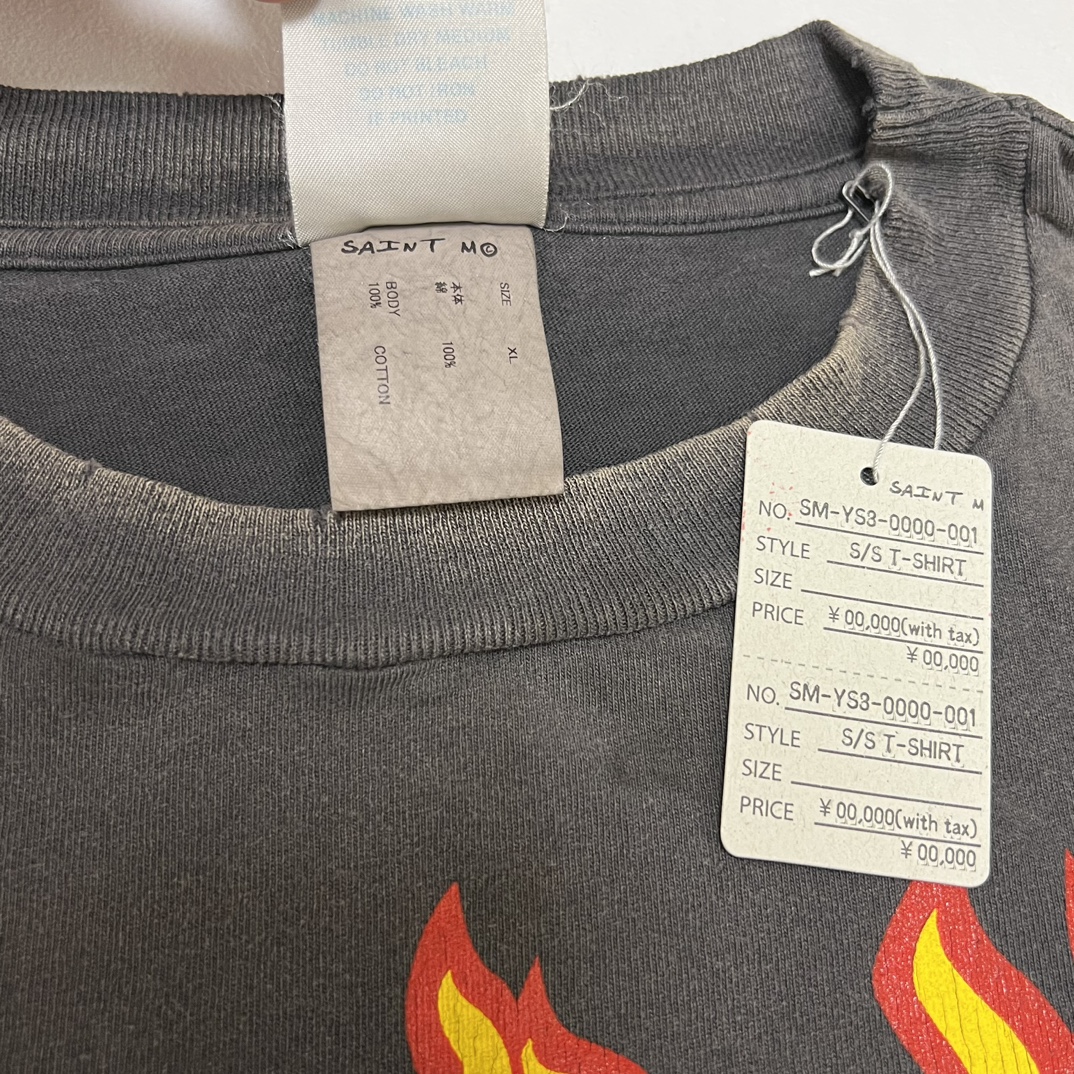 MACHINE WASH WARM
TUMBLE DRY MEDIUM
DO NOT BLEACH
DO NOT IRON
IF PRINTED
SAINT M©
SIZE XL
本体
綿 100%
BODY
100% COTTON
SAINT M
NO. SM-YS3-0000-001
STYLE S/S T-SHIRT
SIZE
PRICE ¥00,000(with tax)
¥00,000
NO. SM-YS3-0000-001
STYLE S/S T-SHIRT
SIZE
PRICE ¥00,000(with tax)
¥00,000